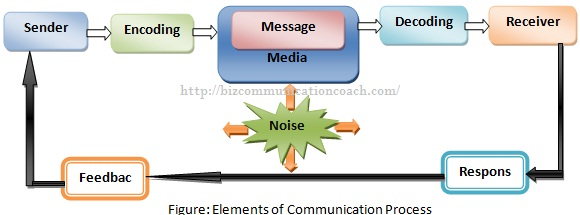 Sender
Encoding
Message
Media
Decoding
Receiver
http://bizcommunicationcoach.com/
Noise
Feedbac
Respons
Figure: Elements of Communication Process